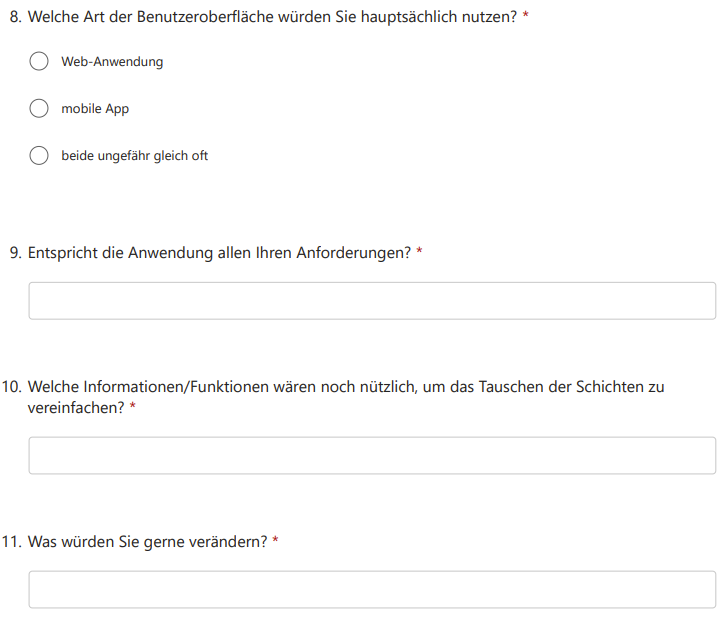 8. Welche Art der Benutzeroberfläche würden Sie hauptsächlich nutzen? *
Web-Anwendung
mobile App
beide ungefähr gleich oft
9. Entspricht die Anwendung allen Ihren Anforderungen? *
10. Welche Informationen/Funktionen wären noch nützlich, um das Tauschen der Schichten zu
vereinfachen? *
11. Was würden Sie gerne verändern? *